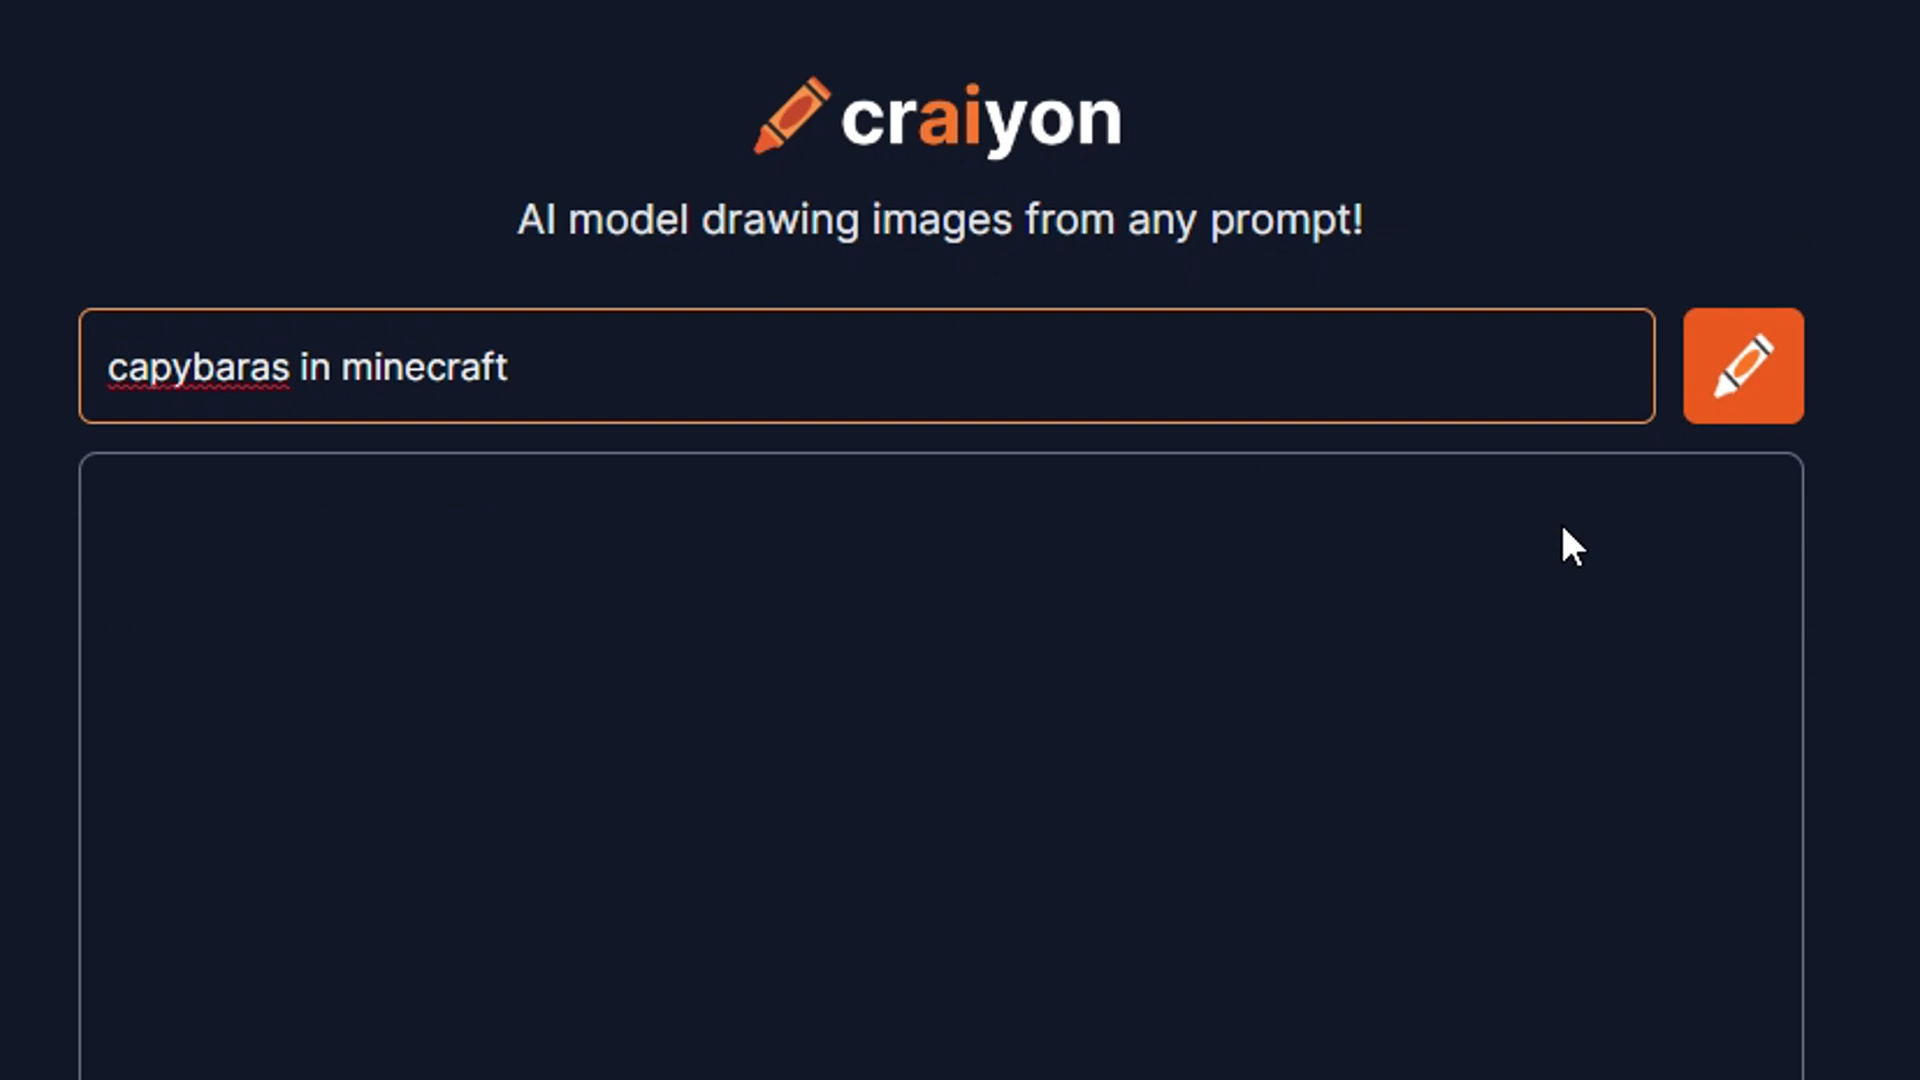 craiyon
AI model drawing images from any prompt!
capybaras in minecraft